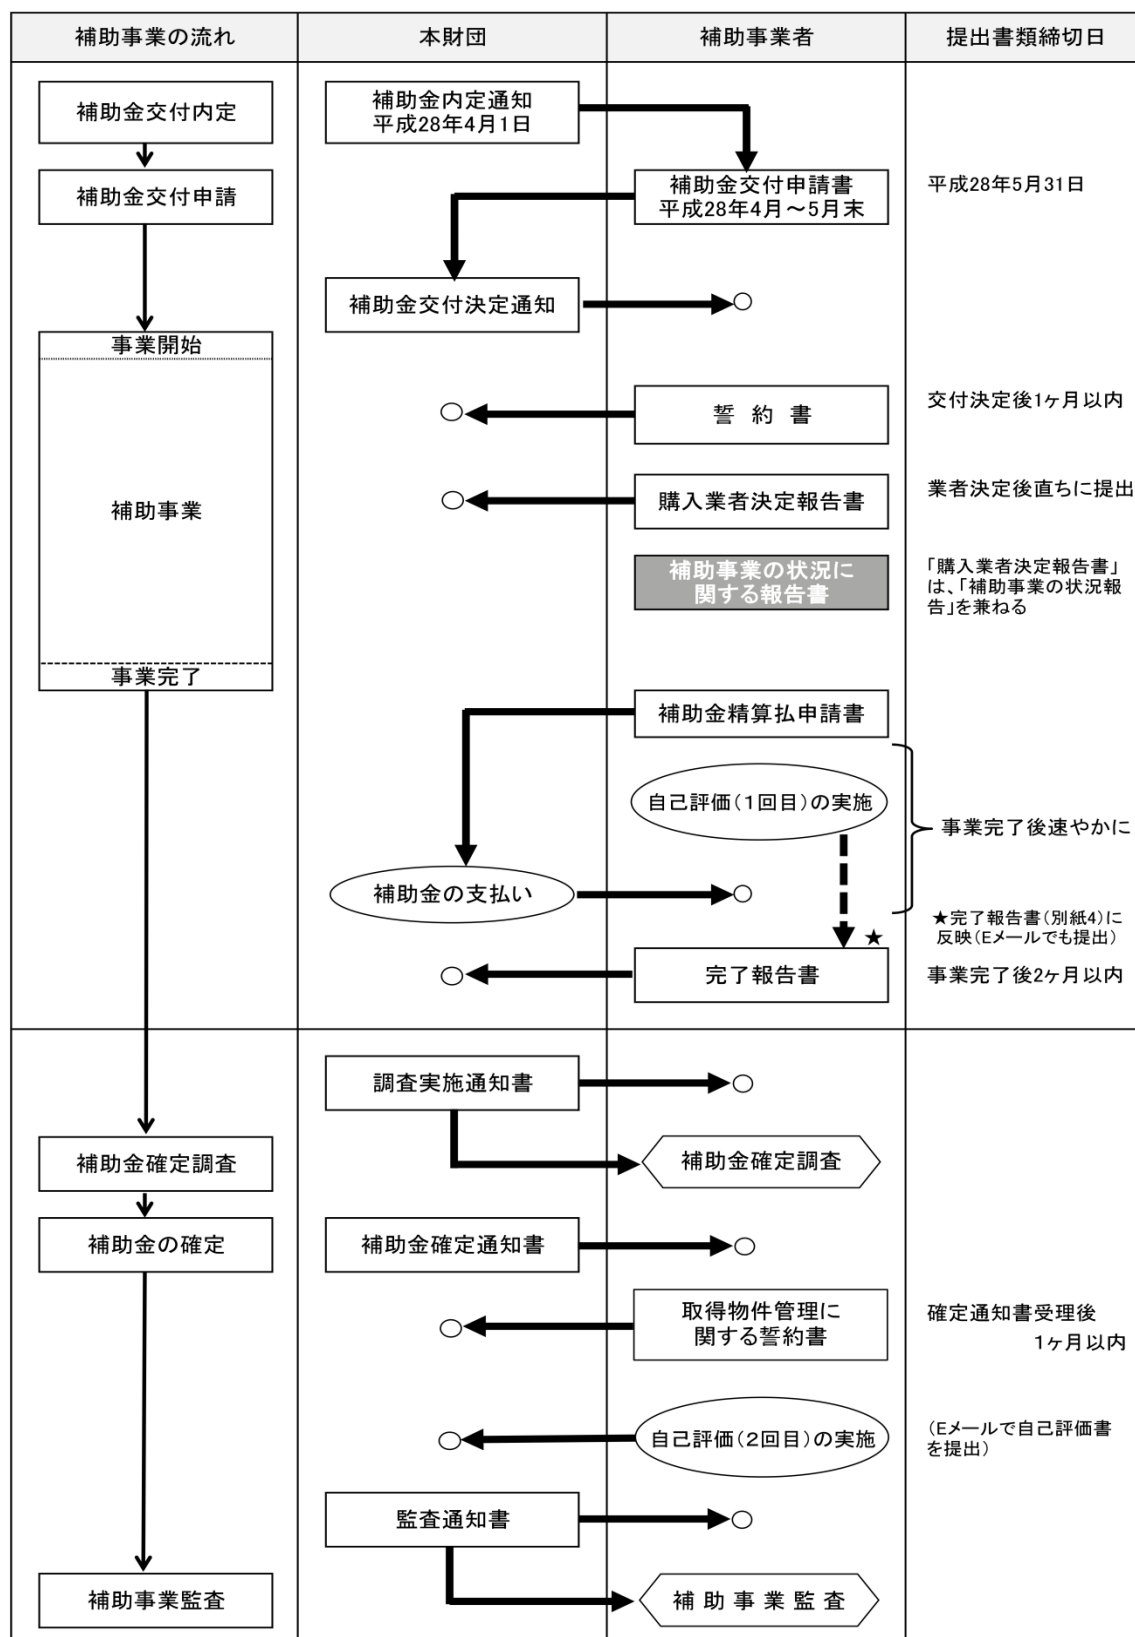 補助事業の流れ
本財団
補助事業者
提出書類締切日
補助金交付内定
補助金内定通知
平成28年4月1日
補助金交付申請
補助金交付申請書
平成28年4月～5月末
平成28年5月31日
補助金交付決定通知
事業開始
誓 約 書
交付決定後1ヶ月以内
補助事業
購入業者決定報告書
業者決定後直ちに提出
補助事業の状況に
関する報告書
「購入業者決定報告書」
は、「補助事業の状況報
告」を兼ねる
事業完了
補助金精算払申請書
自己評価（1回目）の実施
事業完了後速やかに
補助金の支払い
★
★完了報告書（別紙4）に
反映（Eメールでも提出）
完了報告書
事業完了後2ヶ月以内
調査実施通知書
補助金確定調査
補助金確定調査
補助金の確定
補助金確定通知書
取得物件管理に
関する誓約書
確定通知書受理後
1ヶ月以内
自己評価（2回目）の実施
（Eメールで自己評価書
を提出）
監査通知書
補助事業監査
補 助 事 業 監 査